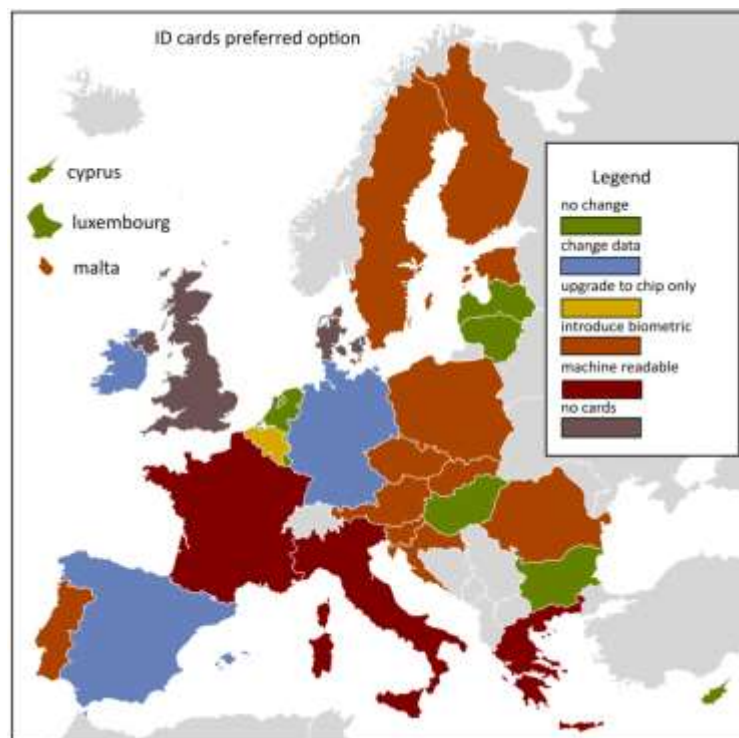 ID cards preferred option
cyprus
luxembourg
malta
Legend
no change
change data
upgrade to chip only
introduce biometric
machine readable
no cards